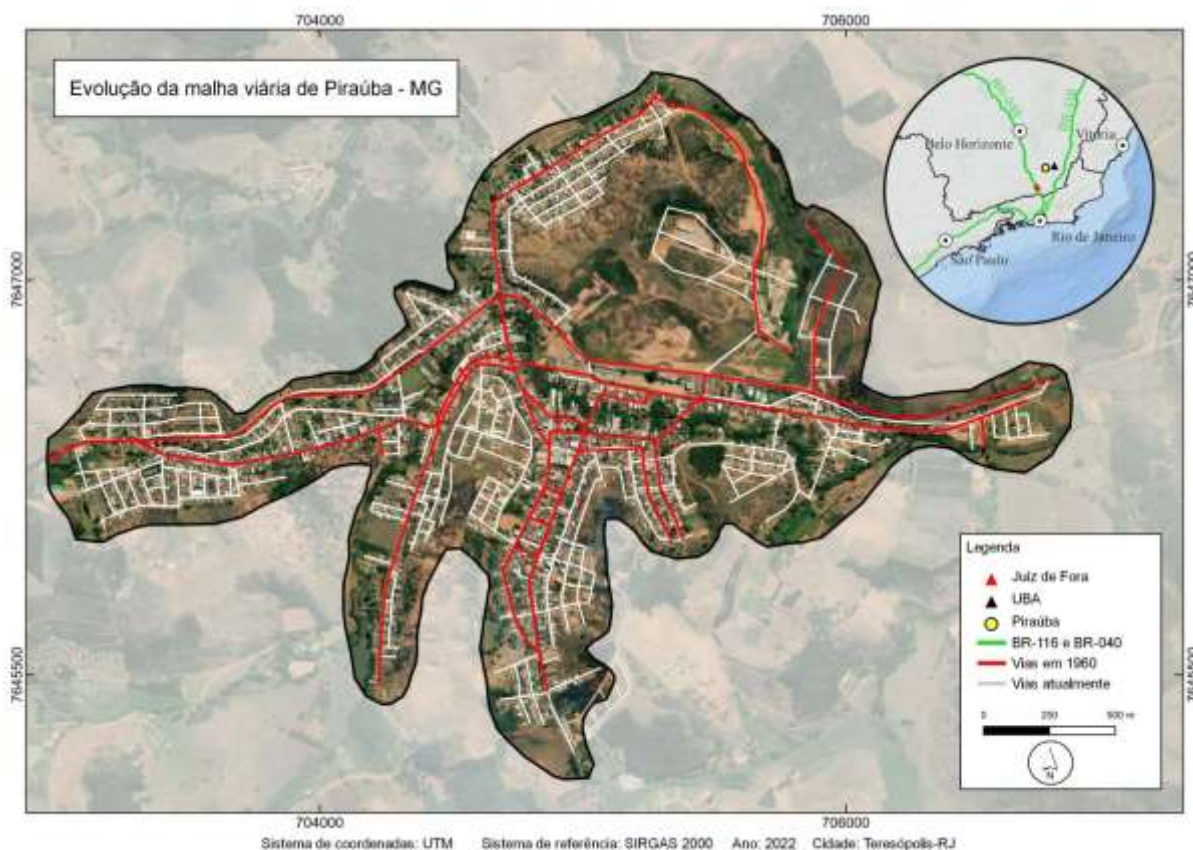 704000
706000
Evolução da malha viária de Piraúba - MG
Belo Horizonte
Vitória
Rio de Janeiro
São Paulo
7647000
7647000
Legenda
Juiz de Fora
UBA
Piraúba
BR-116 e BR-040
Vias em 1960
Vias atualmente
0 250 500 m
N
7645500
7645500
704000
706000
Sistema de coordenadas: UTM Sistema de referência: SIRGAS 2000 Ano: 2022 Cidade: Teresópolis-RJ